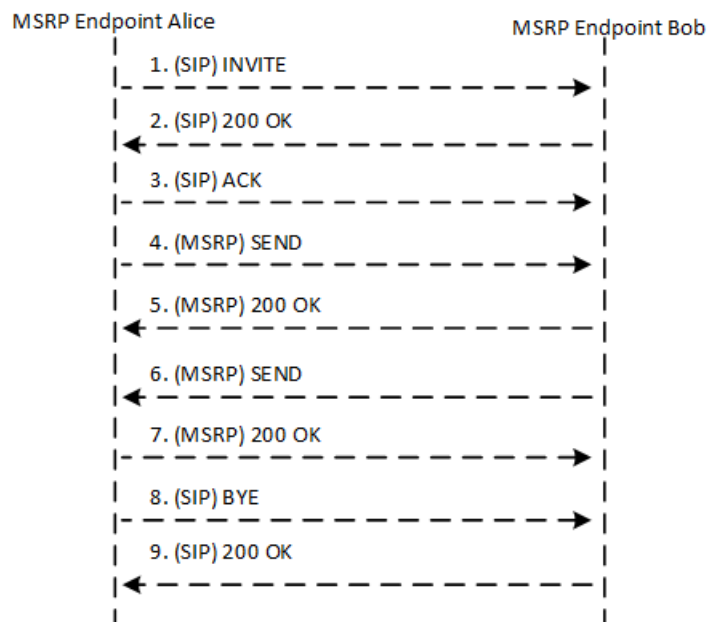 MSRP Endpoint Alice
MSRP Endpoint Bob
1. (SIP) INVITE
2. (SIP) 200 OK
3. (SIP) ACK
4. (MSRP) SEND
5. (MSRP) 200 OK
6. (MSRP) SEND
7. (MSRP) 200 OK
8. (SIP) BYE
9. (SIP) 200 OK